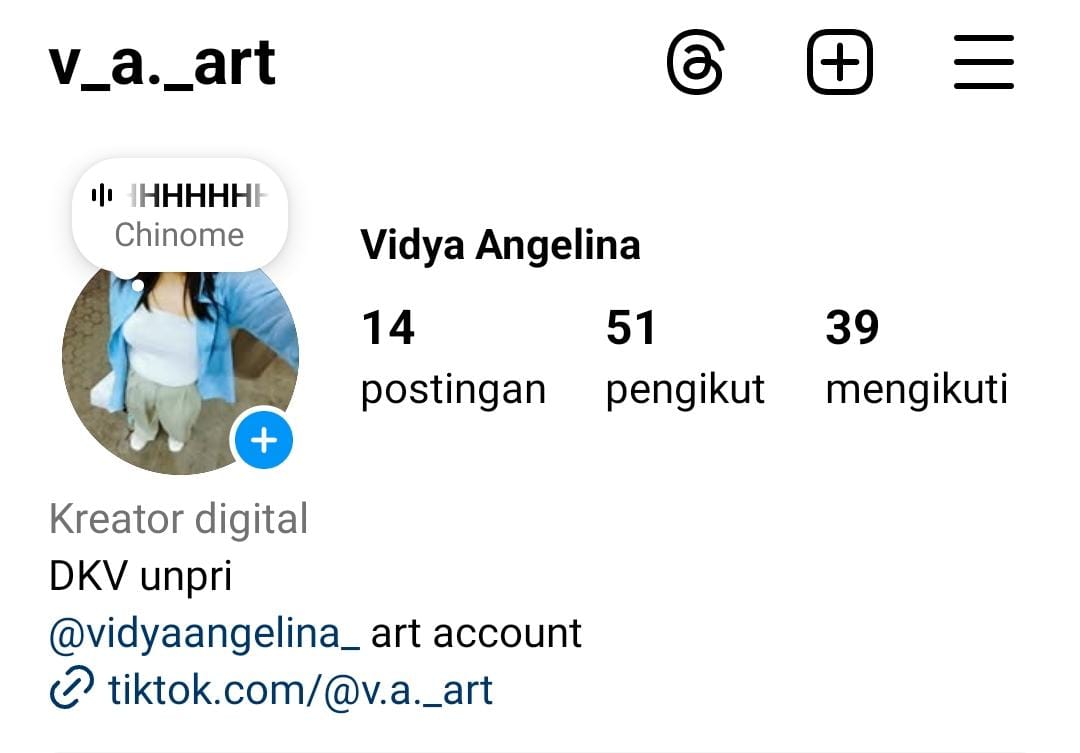 v_a._art
HHHHHH
Chinome
Vidya Angelina
14 51 39
postingan pengikut mengikuti
Kreator digital
DKV unpri
@vidyaangelina_ art account
tiktok.com/@v.a._art